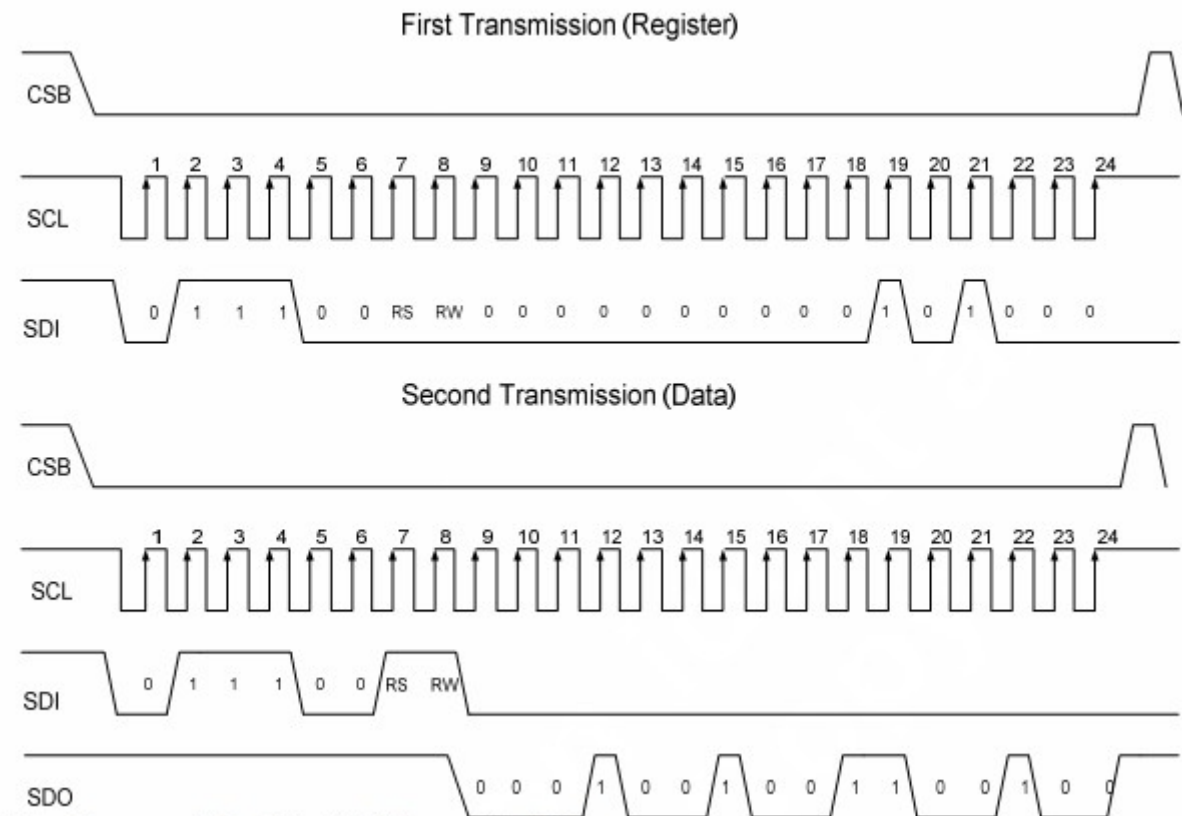 First Transmission (Register)
CSB
1 2 3 4 5 6 7 8 9 10 11 12 13 14 15 16 17 18 19 20 21 22 23 24
SCL
0 1 1 1 0 0 RS RW 0 0 0 0 0 0 0 0 0 0 1 0 1 0 0 0
SDI
Second Transmission (Data)
CSB
1 2 3 4 5 6 7 8 9 10 11 12 13 14 15 16 17 18 19 20 21 22 23 24
SCL
0 1 1 1 0 0 RS RW
SDI
0 0 0 1 0 0 1 0 0 1 1 0 0 1 0 0
SDO